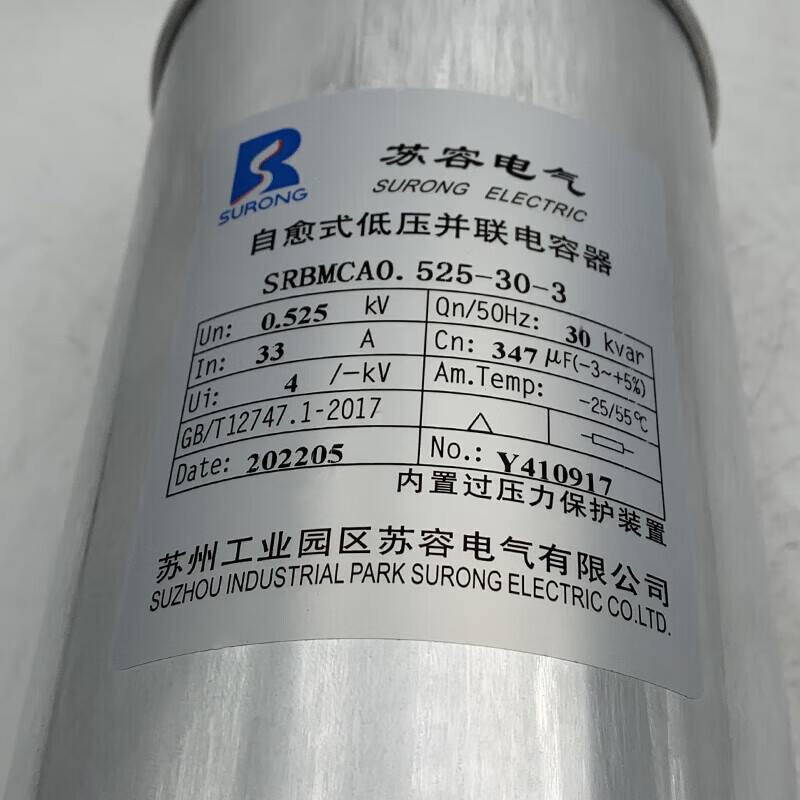 SURONG
苏容电气
SURONG ELECTRIC
自愈式低压并联电容器
SRBMCA0.525-30-3
Un: 0.525 kV Qn/50Hz: 30 kvar
In: 33 A Cn: 347 μF(-3~+5%)
Ui: 4 /-kV Am.Temp: -25/55℃
GB/T12747.1-2017
Date: 202205 No.: Y410917
内置过压力保护装置
苏州工业园区苏容电气有限公司
SUZHOU INDUSTRIAL PARK SURONG ELECTRIC CO.LTD.